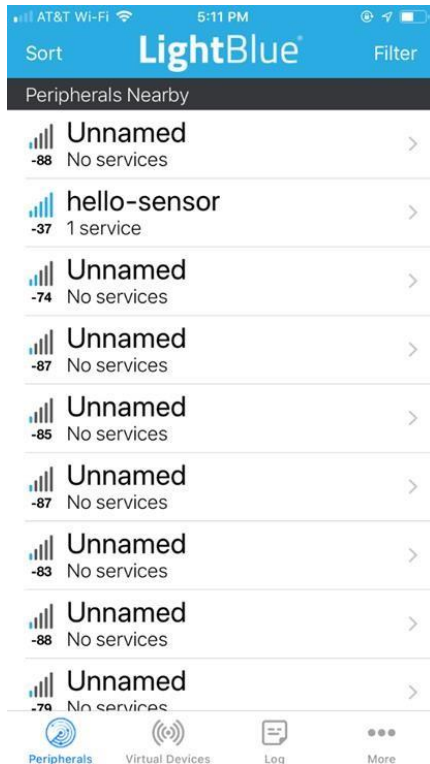 AT&T Wi-Fi 5:11 PM
Sort LightBlue® Filter
Peripherals Nearby
Unnamed
-88 No services
hello-sensor
-37 1 service
Unnamed
-74 No services
Unnamed
-87 No services
Unnamed
-85 No services
Unnamed
-87 No services
Unnamed
-83 No services
Unnamed
-88 No services
Unnamed
-79 No services
Peripherals Virtual Devices Log More